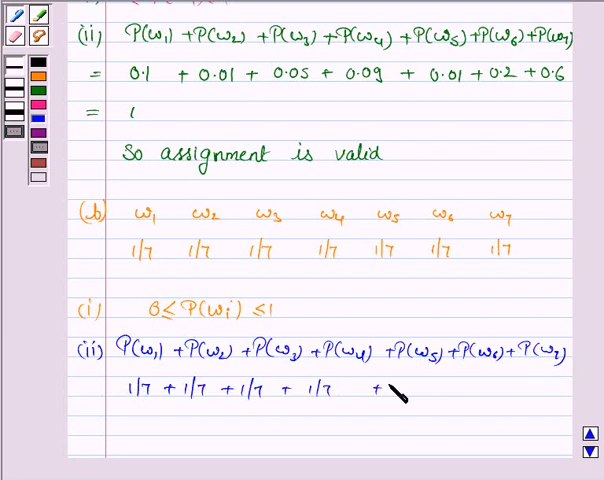 (ii) P(ω₁) +P(ω₂) +P(ω₃) +P(ω₄) +P(ω₅) +P(ω₆) +P(ω₇)
= 0.1 + 0.01 + 0.05 + 0.09 + 0.01 + 0.2 + 0.6
= 1
So assignment is valid
(b) ω₁ ω₂ ω₃ ω₄ ω₅ ω₆ ω₇
1/7 1/7 1/7 1/7 1/7 1/7 1/7
(i) 0 ≤ P(ωi) ≤ 1
(ii) P(ω₁) +P(ω₂) +P(ω₃) +P(ω₄) +P(ω₅) +P(ω₆) + P(ω₇)
1/7 + 1/7 + 1/7 + 1/7 +